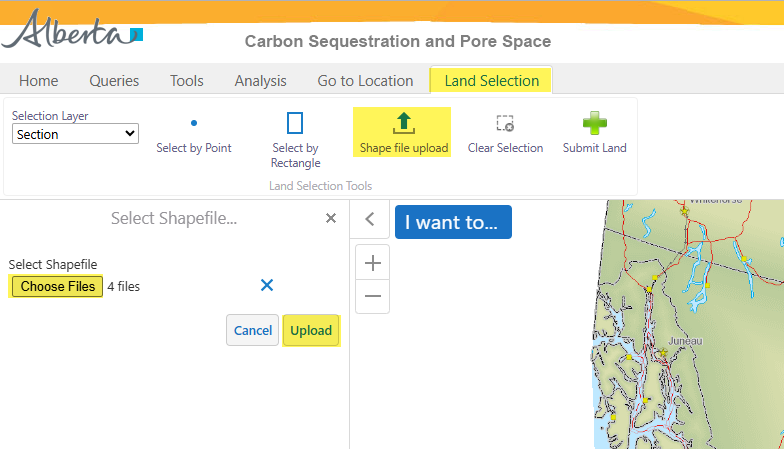 Alberta
Carbon Sequestration and Pore Space
Home Queries Tools Analysis Go to Location Land Selection
Selection Layer
Section
Select by Point
Select by
Rectangle
Shape file upload
Clear Selection
Submit Land
Land Selection Tools
Select Shapefile...
I want to...
Select Shapefile
Choose Files 4 files
Cancel Upload
Whitehorse
Juneau